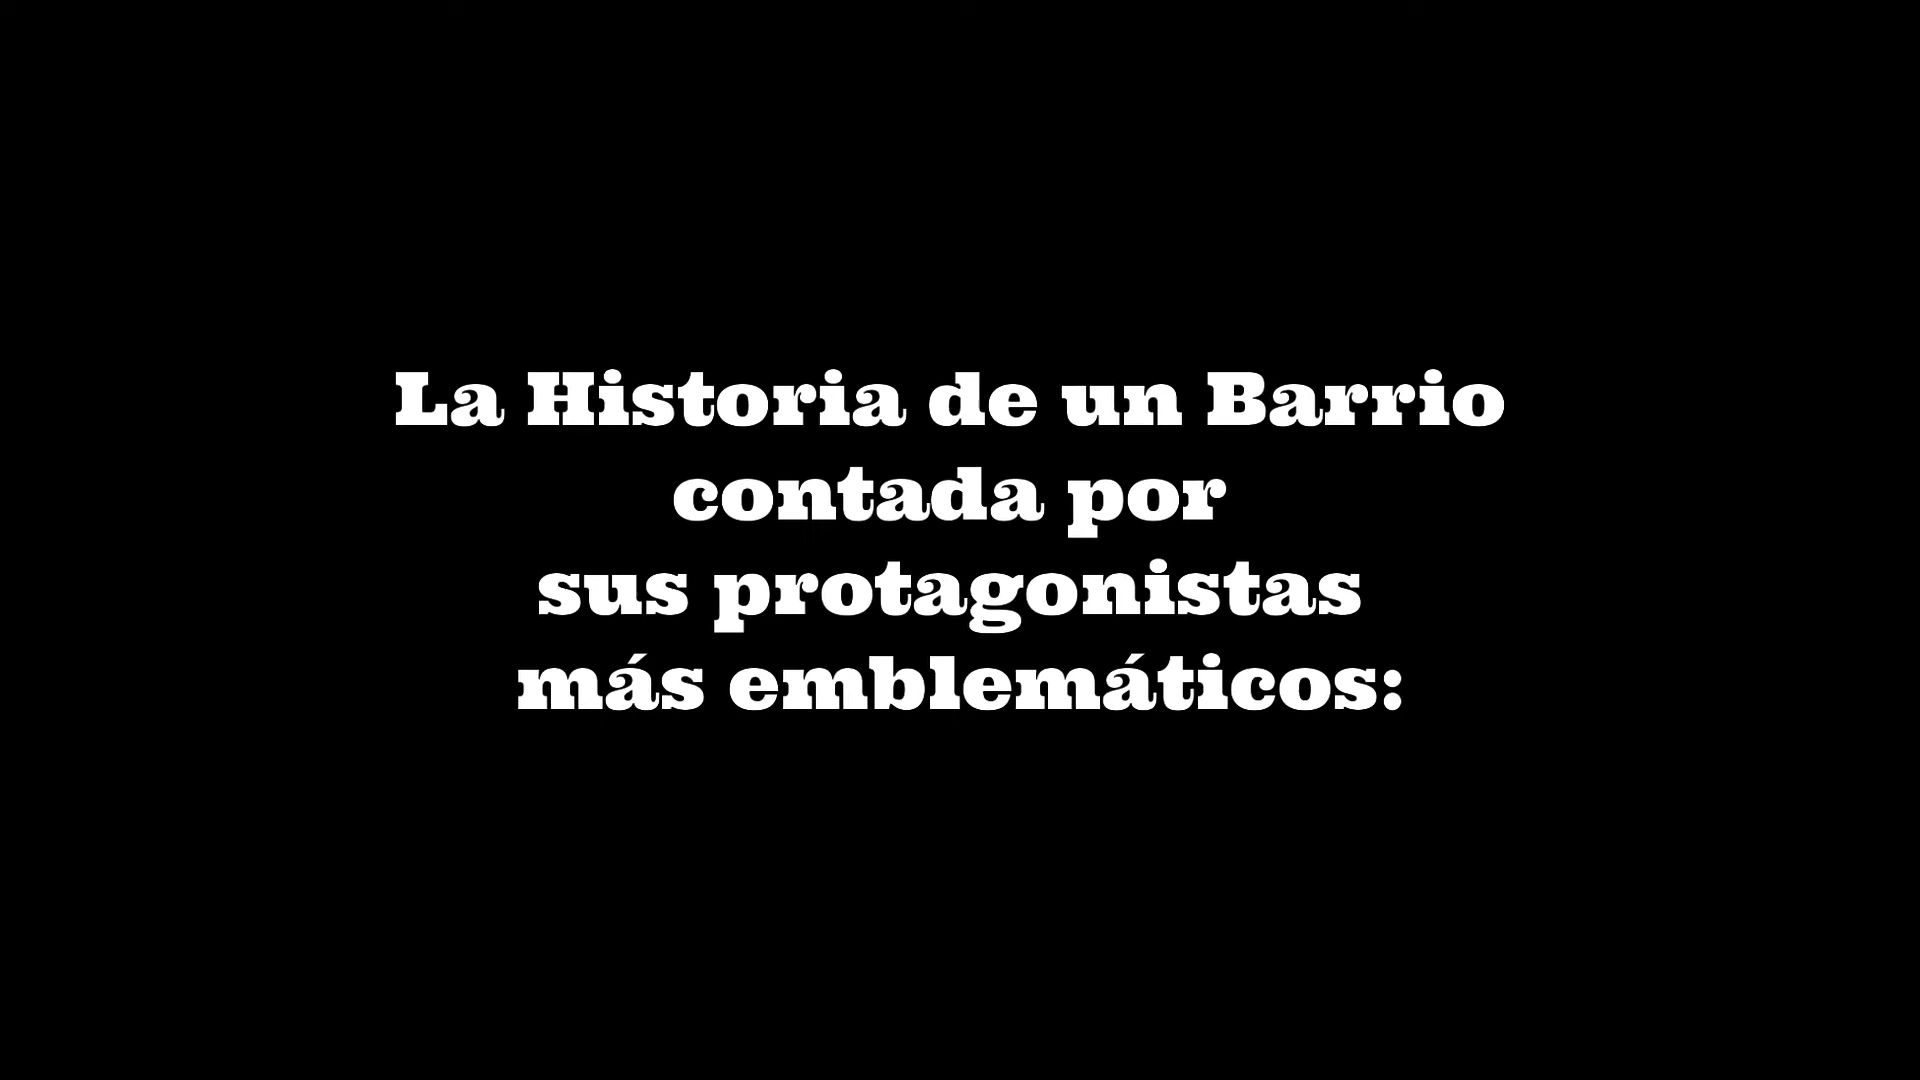 La Historia de un Barrio
contada por
sus protagonistas
más emblemáticos: